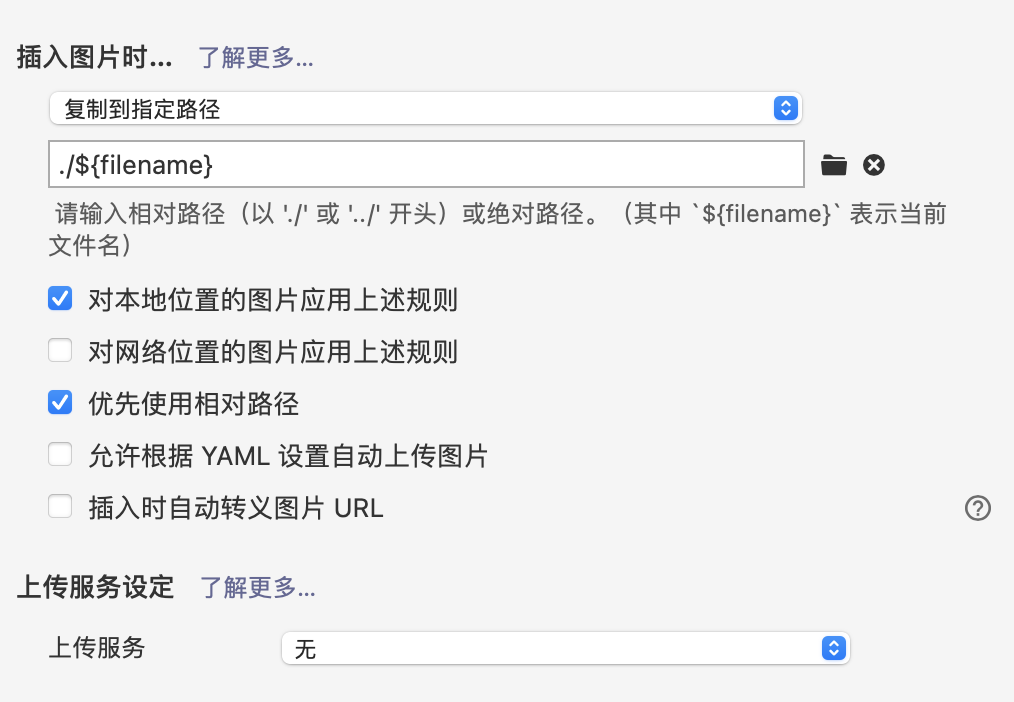 插入图片时... 了解更多...
复制到指定路径
./${filename}
请输入相对路径（以 './' 或 '../' 开头）或绝对路径。（其中 `${filename}` 表示当前
文件名）
对本地位置的图片应用上述规则
对网络位置的图片应用上述规则
优先使用相对路径
允许根据 YAML 设置自动上传图片
插入时自动转义图片 URL
上传服务设定 了解更多...
上传服务 无